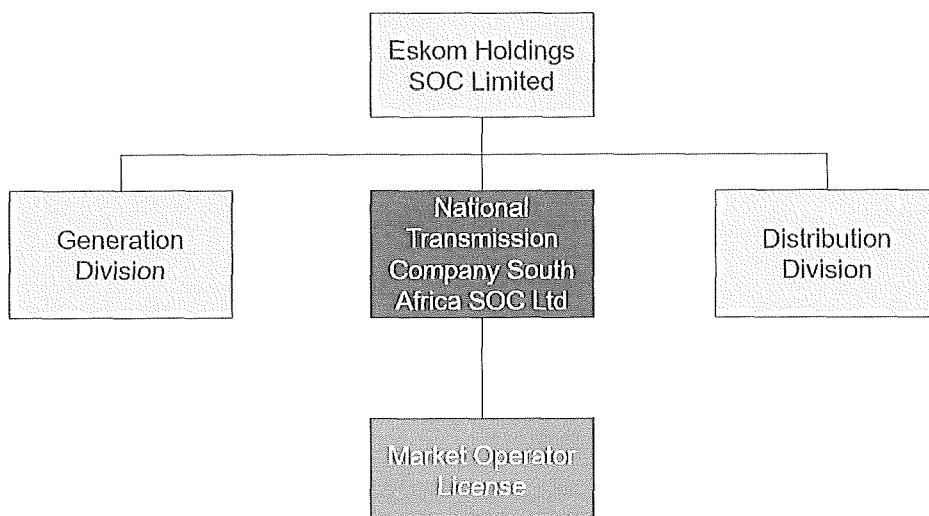 Eskom Holdings
SOC Limited
Generation
Division
National
Transmission
Company South
Africa SOC Ltd
Distribution
Division
Market Operator
License